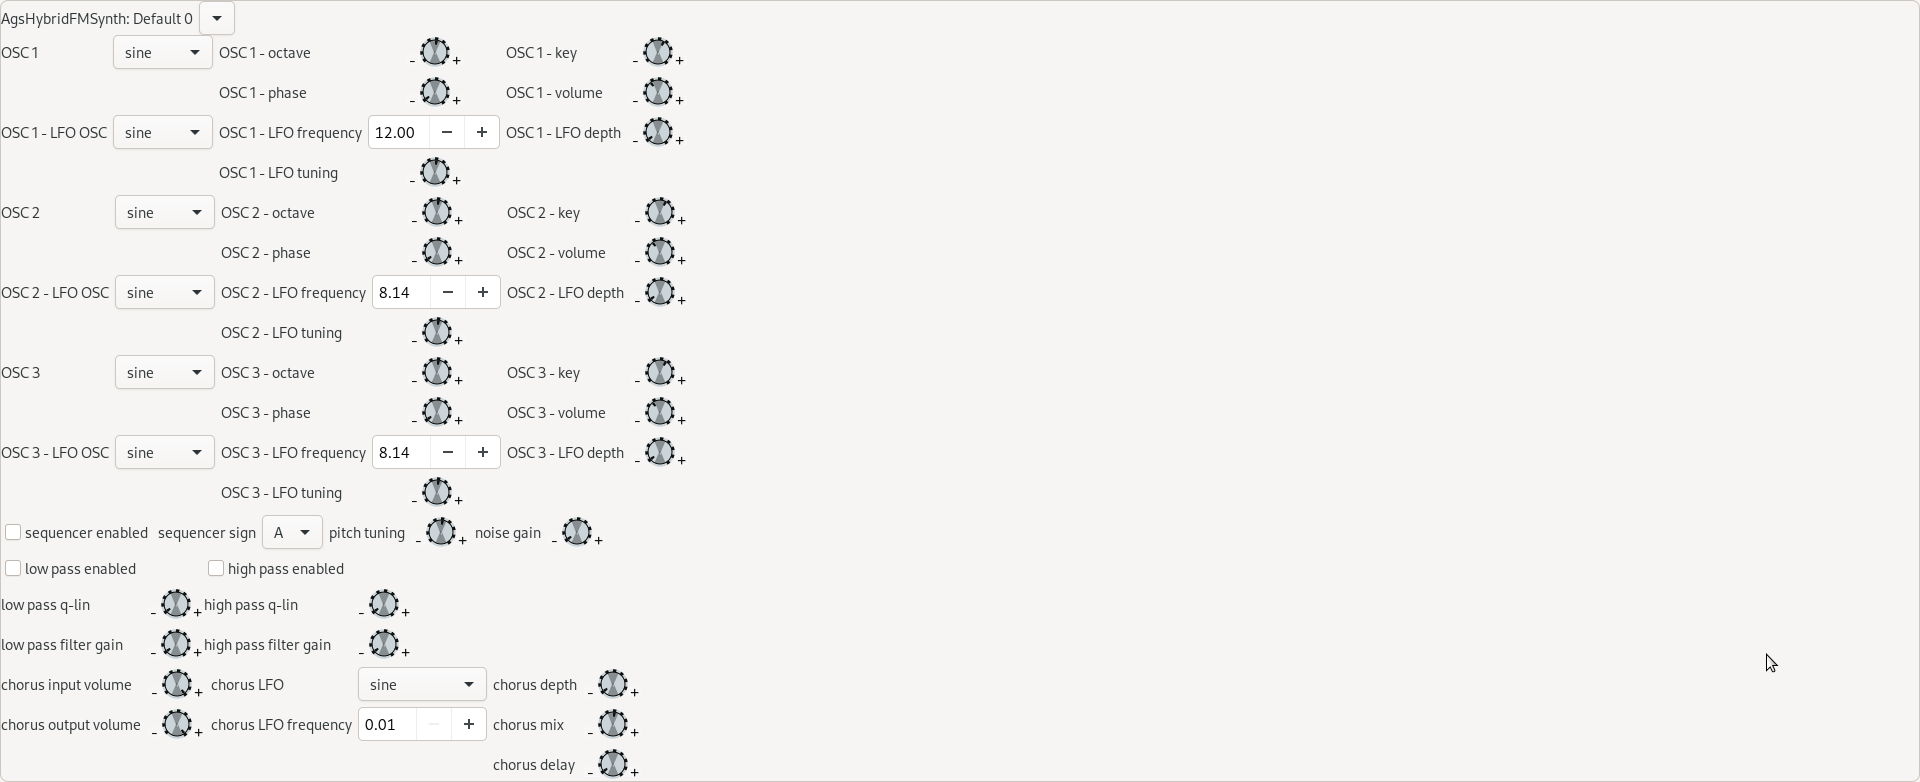 AgsHybridFMSynth: Default 0
OSC 1 sine OSC 1 - octave - + OSC 1 - key - +
OSC 1 - phase - + OSC 1 - volume - +
OSC 1 - LFO OSC sine OSC 1 - LFO frequency 12.00 − + OSC 1 - LFO depth - +
OSC 1 - LFO tuning - +
OSC 2 sine OSC 2 - octave - + OSC 2 - key - +
OSC 2 - phase - + OSC 2 - volume - +
OSC 2 - LFO OSC sine OSC 2 - LFO frequency 8.14 − + OSC 2 - LFO depth - +
OSC 2 - LFO tuning - +
OSC 3 sine OSC 3 - octave - + OSC 3 - key - +
OSC 3 - phase - + OSC 3 - volume - +
OSC 3 - LFO OSC sine OSC 3 - LFO frequency 8.14 − + OSC 3 - LFO depth - +
OSC 3 - LFO tuning - +
sequencer enabled sequencer sign A pitch tuning - + noise gain - +
low pass enabled high pass enabled
low pass q-lin - + high pass q-lin - +
low pass filter gain - + high pass filter gain - +
chorus input volume - + chorus LFO sine chorus depth - +
chorus output volume - + chorus LFO frequency 0.01 − + chorus mix - +
chorus delay - +